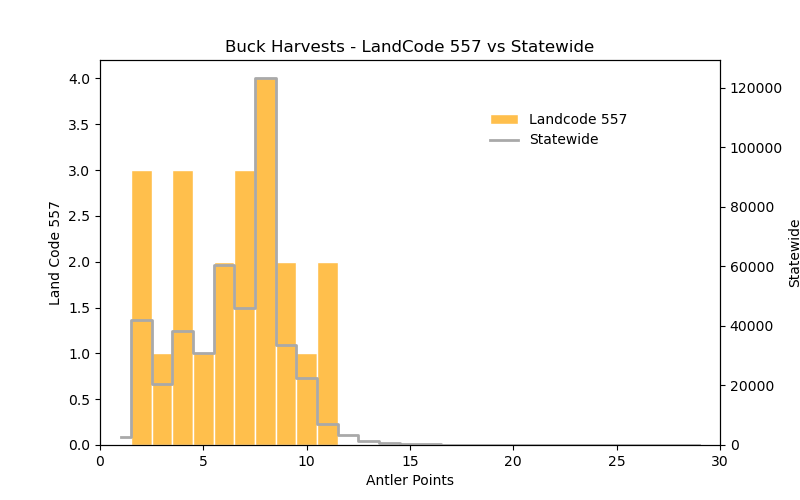 Buck Harvests - LandCode 557 vs Statewide
4.0
3.5
3.0
2.5
2.0
1.5
1.0
0.5
0.0
Land Code 557
Landcode 557
Statewide
120000
100000
80000
60000
40000
20000
0
Statewide
0 5 10 15 20 25 30
Antler Points